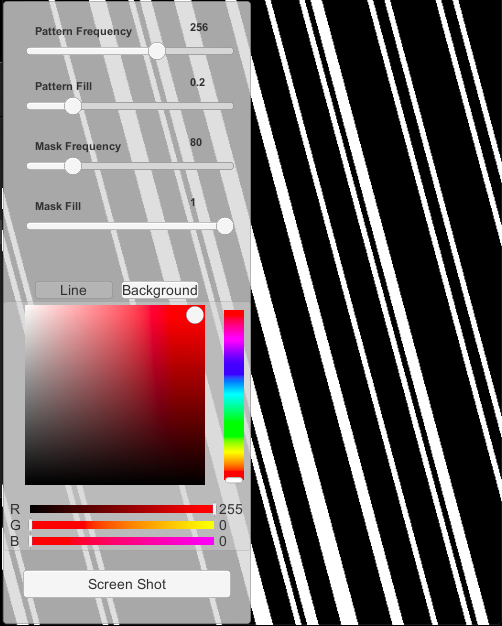 Pattern Frequency 256
Pattern Fill 0.2
Mask Frequency 80
Mask Fill 1
Line Background
R 255
G 0
B 0
Screen Shot